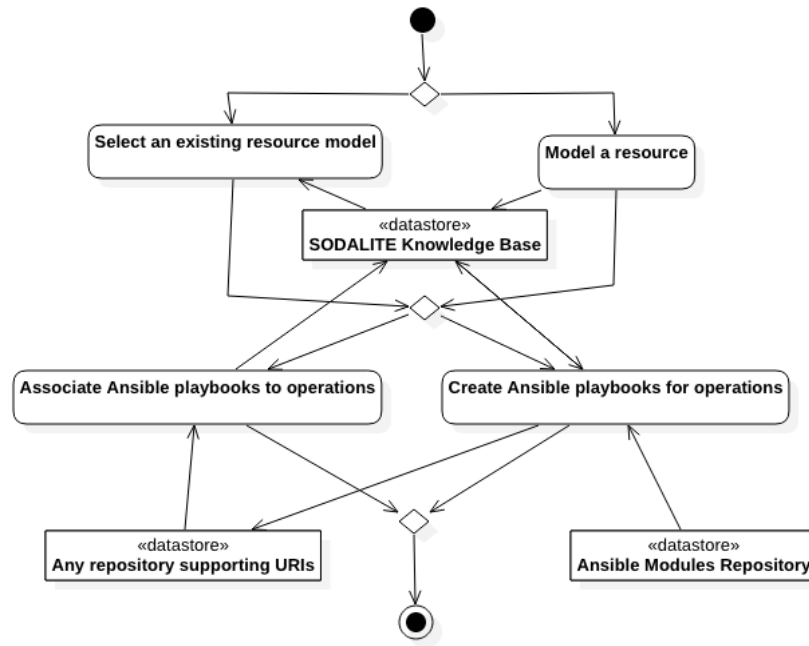 Select an existing resource model
Model a resource
«datastore»
SODALITE Knowledge Base
Associate Ansible playbooks to operations
Create Ansible playbooks for operations
«datastore»
Any repository supporting URIs
«datastore»
Ansible Modules Repository